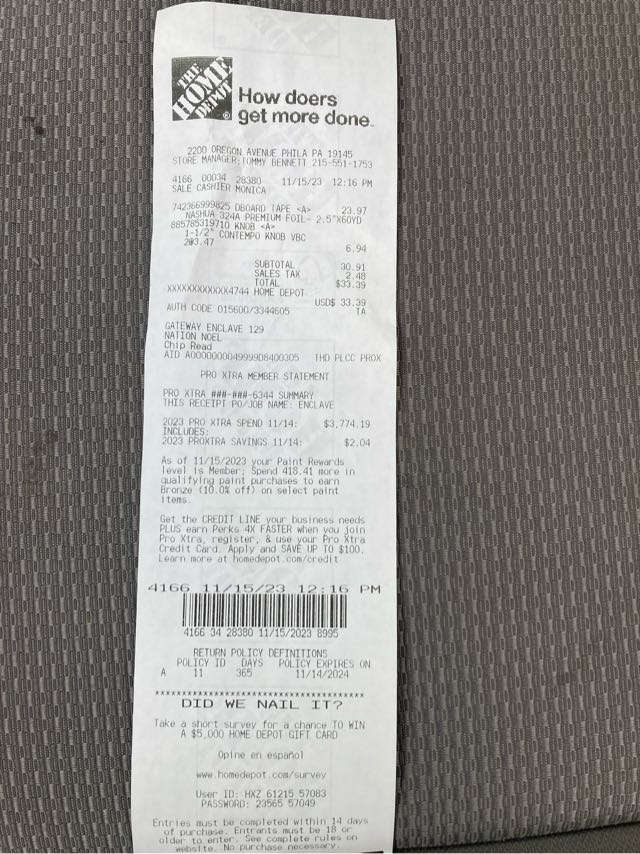 THE
HOME
DEPOT
®
How doers
get more done™
2200 OREGON AVENUE PHILA PA 19145
STORE MANAGER:TOMMY BENNETT 215-551-1753
4166 00034 28380 11/15/23 12:16 PM
SALE CASHIER MONICA
742366999825 DBOARD TAPE <A> 23.97
NASHUA 324A PREMIUM FOIL- 2.5"X60YD
885785319710 KNOB <A>
1-1/2" CONTEMPO KNOB VBC
2@3.47 6.94
SUBTOTAL 30.91
SALES TAX 2.48
TOTAL $33.39
XXXXXXXXXXXX4744 HOME DEPOT
USD$ 33.39
AUTH CODE 015600/3344605 TA
GATEWAY ENCLAVE 129
NATION NOEL
Chip Read
AID A0000000049999D8400305 THD PLCC PROX
PRO XTRA MEMBER STATEMENT
PRO XTRA ###-###-6344 SUMMARY
THIS RECEIPT PO/JOB NAME: ENCLAVE
2023 PRO XTRA SPEND 11/14: $3,774.19
INCLUDES:
2023 PROXTRA SAVINGS 11/14: $2.04
As of 11/15/2023 your Paint Rewards
level is Member; Spend 418.41 more in
qualifying paint purchases to earn
Bronze (10.0% off) on select paint
items.
Get the CREDIT LINE your business needs
PLUS earn Perks 4X FASTER when you join
Pro Xtra, register, & use your Pro Xtra
Credit Card. Apply and SAVE UP TO $100.
Learn more at homedepot.com/credit
4166 11/15/23 12:16 PM
4166 34 28380 11/15/2023 8995
RETURN POLICY DEFINITIONS
POLICY ID DAYS POLICY EXPIRES ON
A 11 365 11/14/2024
****************************************
DID WE NAIL IT?
Take a short survey for a chance TO WIN
A $5,000 HOME DEPOT GIFT CARD
Opine en español
www.homedepot.com/survey
User ID: HXZ 61215 57083
PASSWORD: 23565 57049
Entries must be completed within 14 days
of purchase. Entrants must be 18 or
older to enter. See complete rules on
website. No purchase necessary.